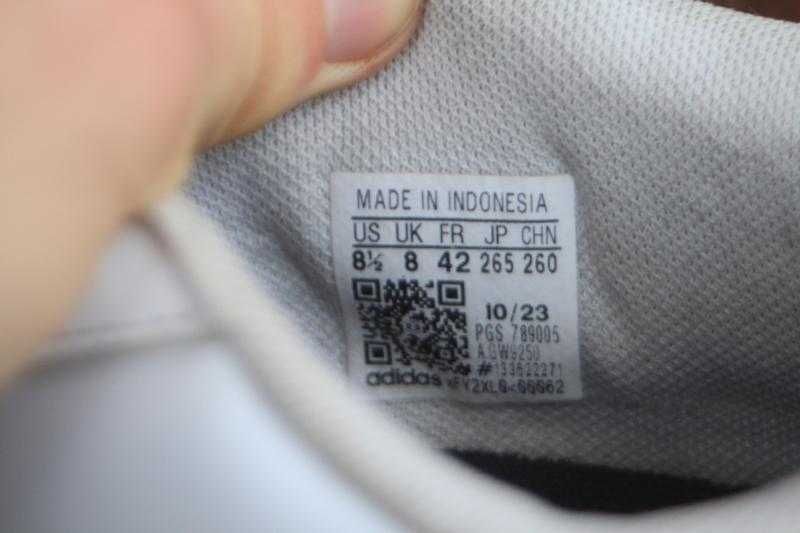 MADE IN INDONESIA
US UK FR JP CHN
8½ 8 42 265 260
10/23
PGS 789005
adidas